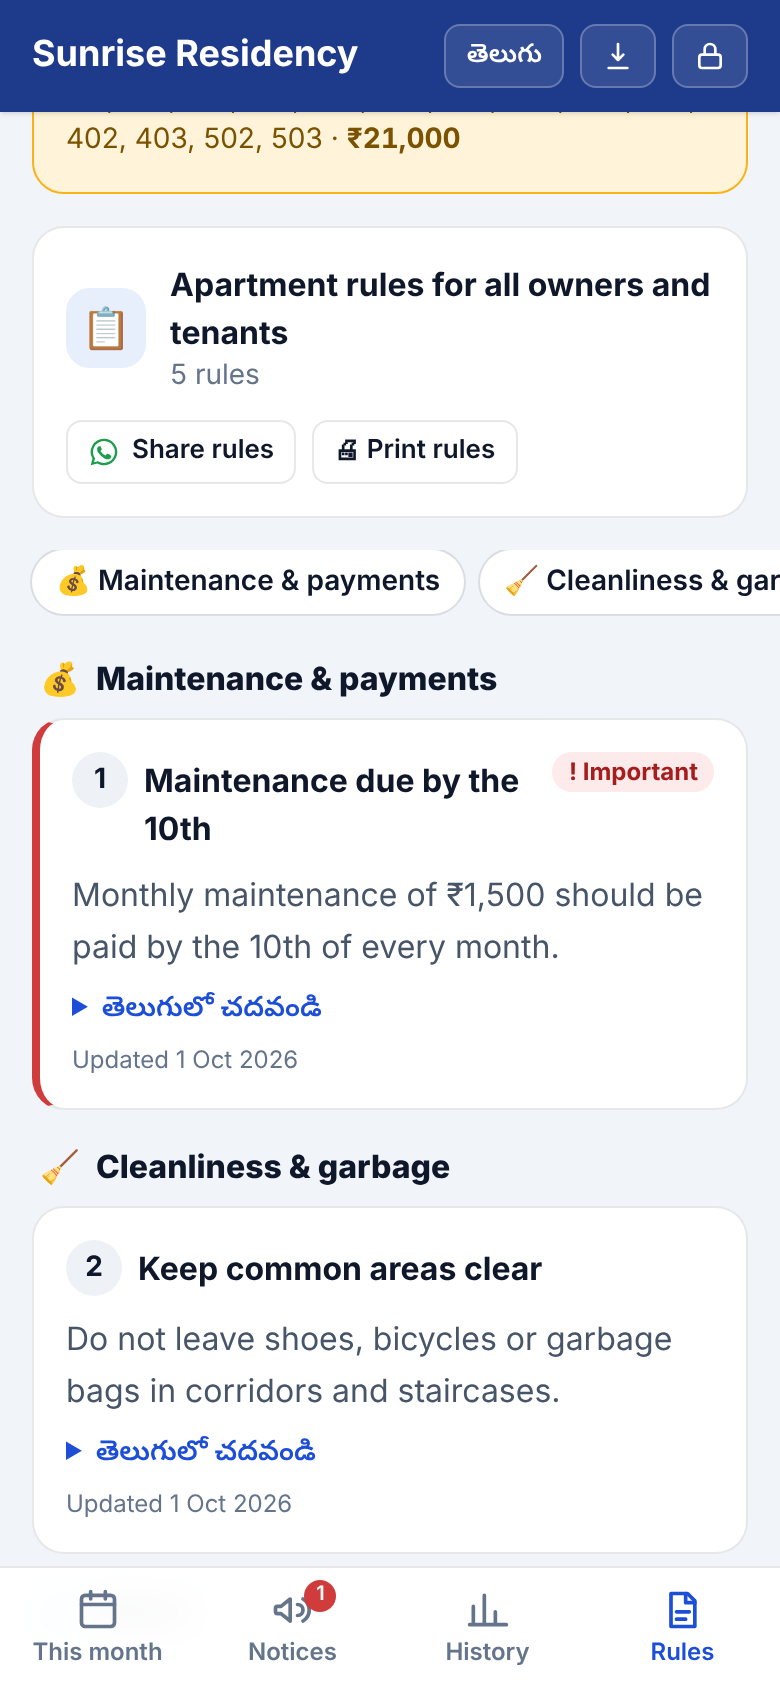 Sunrise Residency
తెలుగు
402, 403, 502, 503 · ₹21,000
Apartment rules for all owners and
tenants
5 rules
Share rules
Print rules
Maintenance & payments
Cleanliness & gar
Maintenance & payments
1
Maintenance due by the
10th
! Important
Monthly maintenance of ₹1,500 should be
paid by the 10th of every month.
తెలుగులో చదవండి
Updated 1 Oct 2026
Cleanliness & garbage
2
Keep common areas clear
Do not leave shoes, bicycles or garbage
bags in corridors and staircases.
తెలుగులో చదవండి
Updated 1 Oct 2026
1
This month
Notices
History
Rules